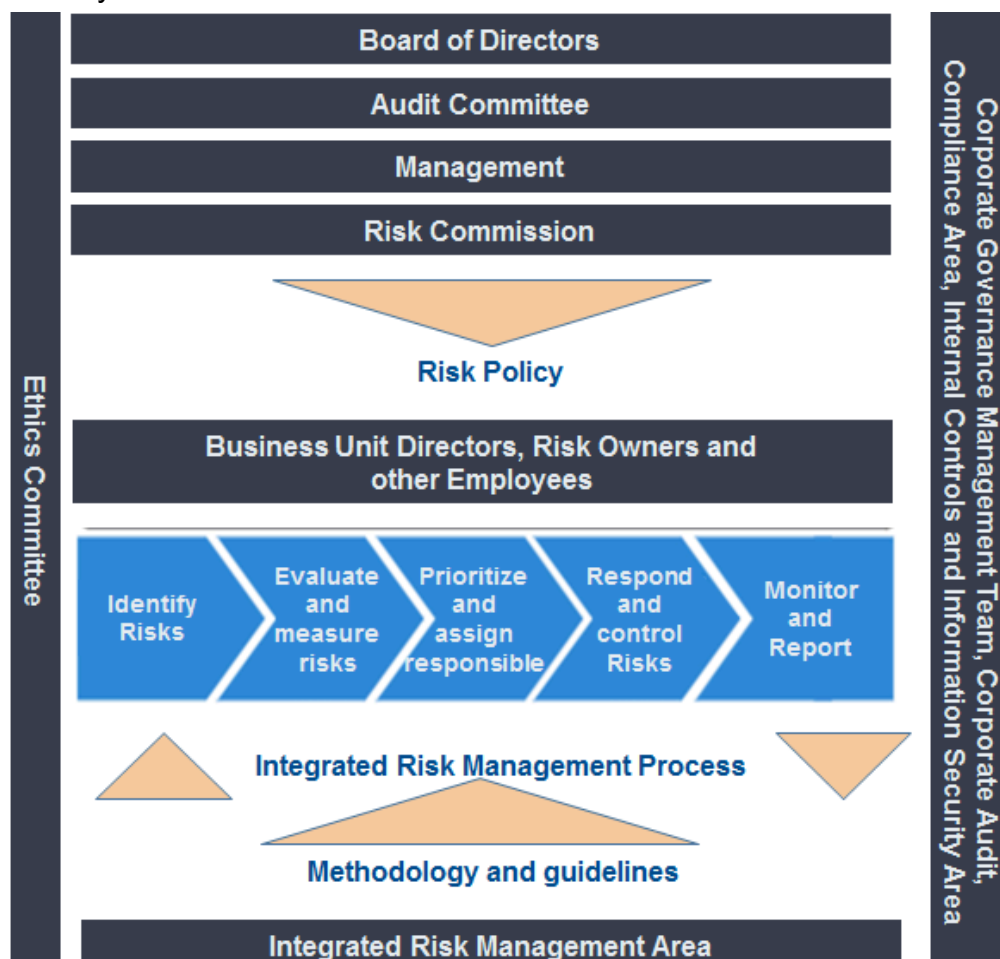 Board of Directors
Audit Committee
Management
Risk Commission
Risk Policy
Business Unit Directors, Risk Owners and
other Employees
Identify
Risks
Evaluate
and
measure
risks
Prioritize
and
assign
responsible
Respond
and
control
Risks
Monitor
and
Report
Integrated Risk Management Process
Methodology and guidelines
Integrated Risk Management Area
Ethics Committee
Corporate Governance Management Team, Corporate Audit,
Compliance Area, Internal Controls and Information Security Area